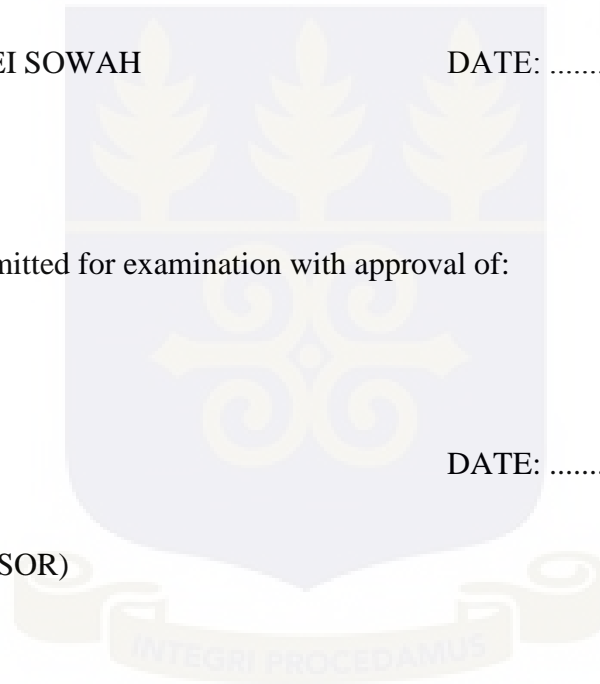 EI SOWAH DATE: .......
mitted for examination with approval of:
DATE: .......
SOR)
INTEGRI PROCEDAMUS